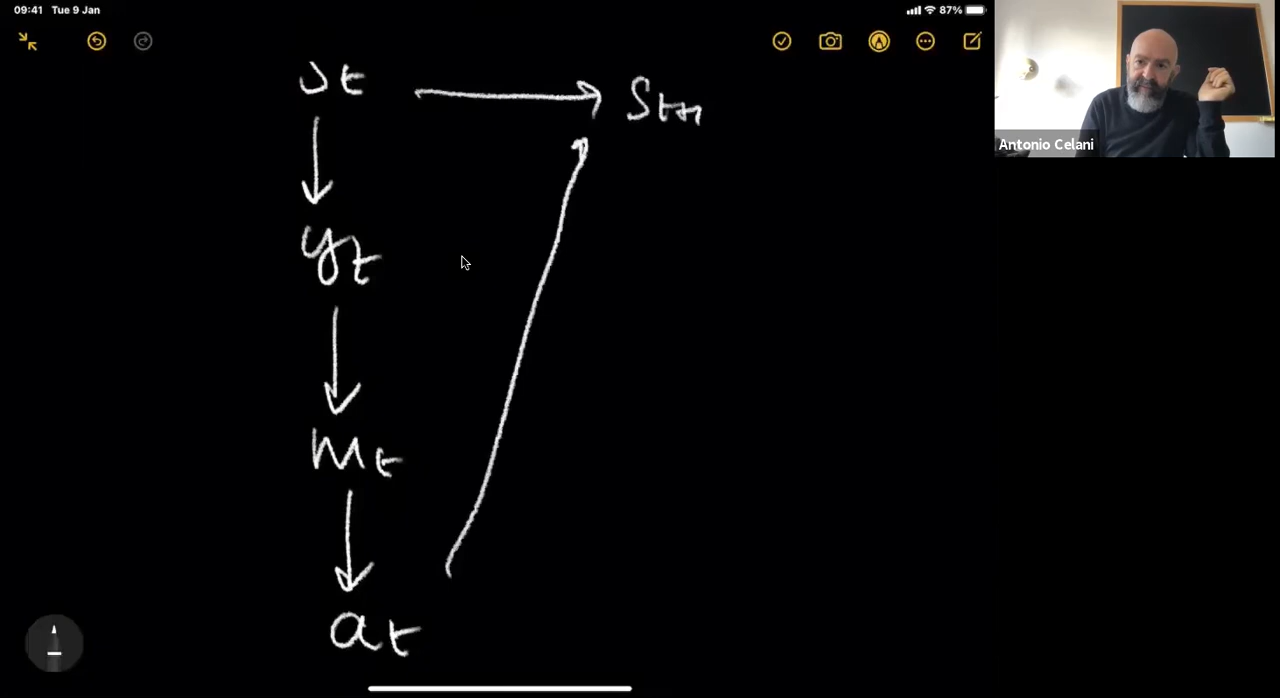 09:41 Tue 9 Jan 87%
Antonio Celani
st → St+1
yt
mt
at